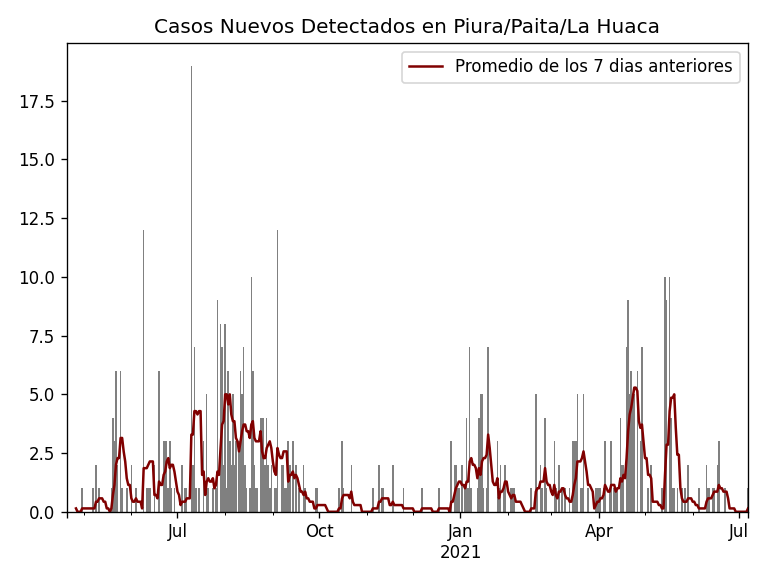 Casos Nuevos Detectados en Piura/Paita/La Huaca
Promedio de los 7 dias anteriores
17.5
15.0
12.5
10.0
7.5
5.0
2.5
0.0
Jul
Oct
Jan
2021
Apr
Jul